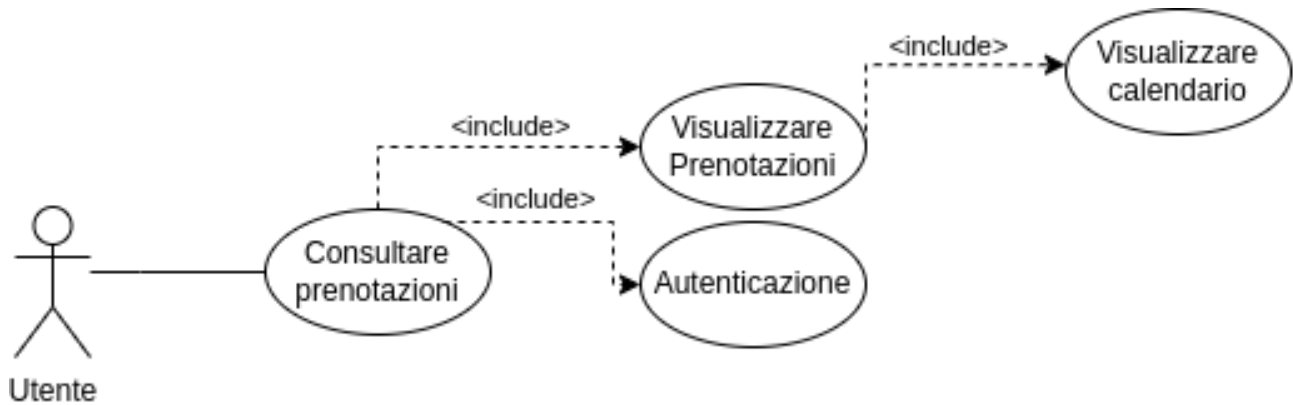 <include>
Visualizzare
calendario
<include>
Visualizzare
Prenotazioni
<include>
Consultare
prenotazioni
Autenticazione
Utente